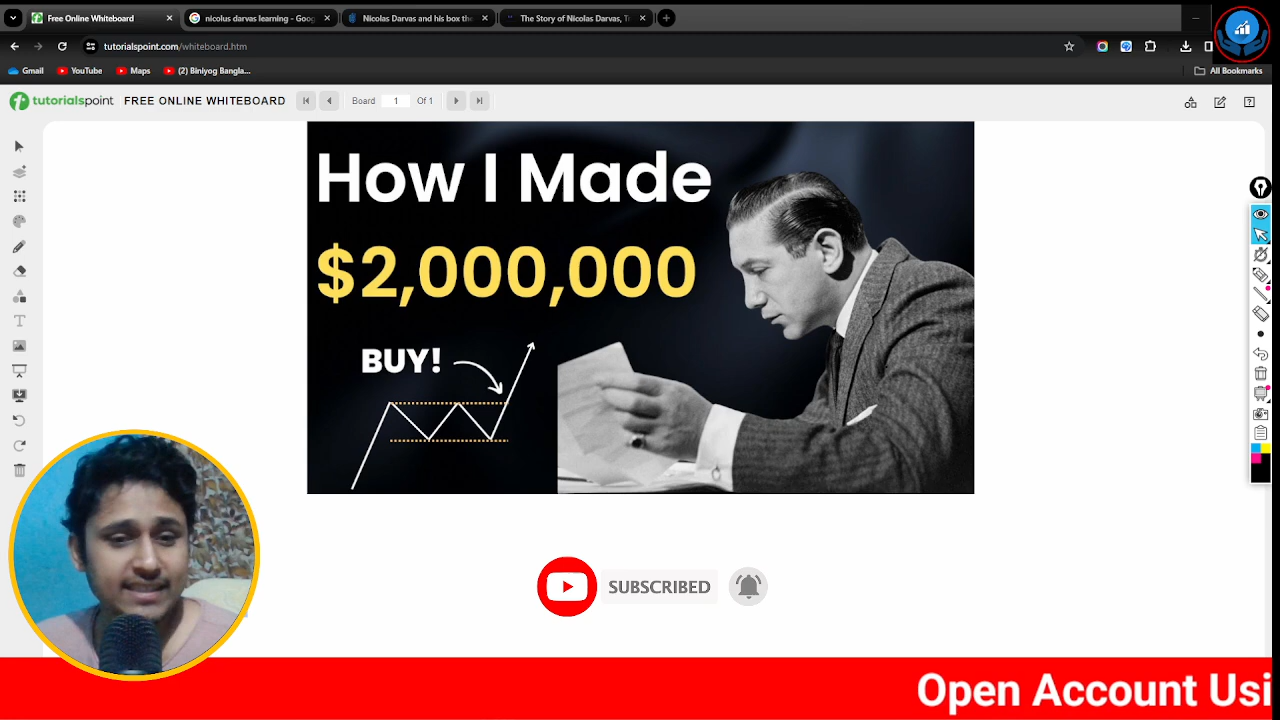 Free Online Whiteboard
nicolus darvas learning - Goog
Nicolas Darvas and his box the
The Story of Nicolas Darvas, T
tutorialspoint.com/whiteboard.htm
Gmail
YouTube
Maps
(2) Biniyog Bangla...
All Bookmarks
tutorialspoint
FREE ONLINE WHITEBOARD
Board 1 Of 1
How I Made
$2,000,000
BUY!
SUBSCRIBED
Open Account Usi